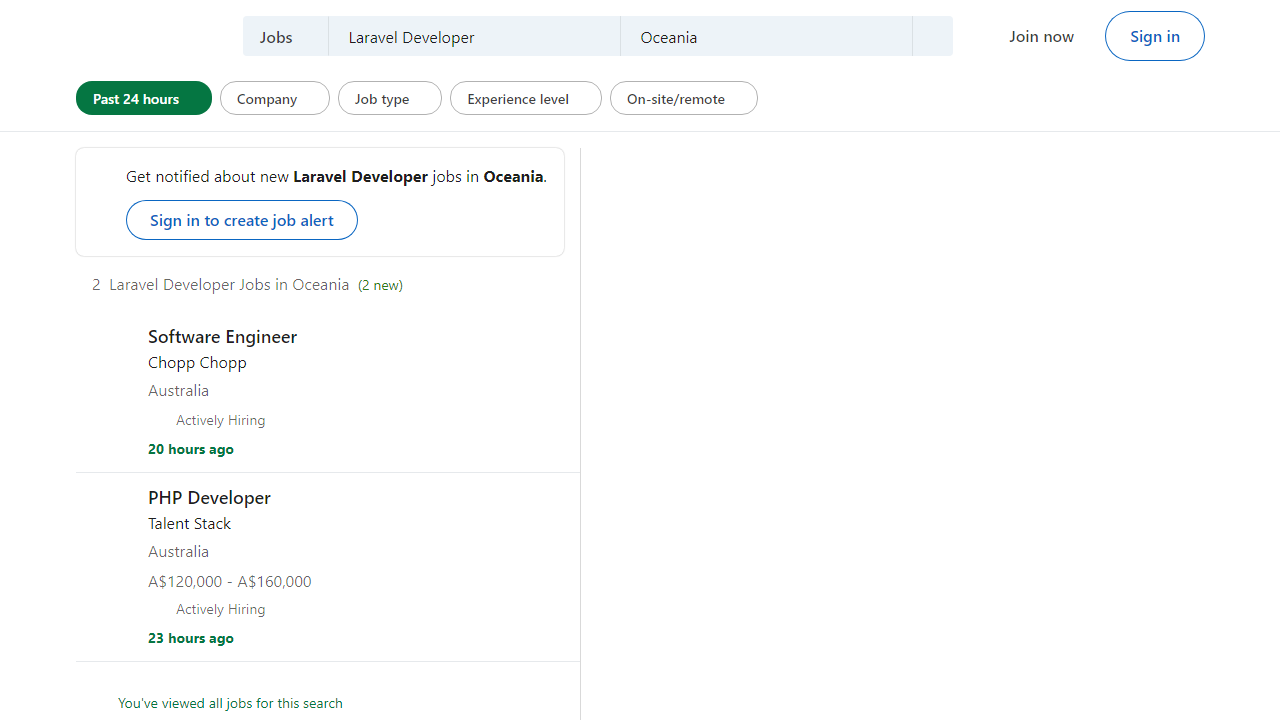 Jobs Laravel Developer Oceania Join now Sign in
Past 24 hours Company Job type Experience level On-site/remote
Get notified about new Laravel Developer jobs in Oceania.
Sign in to create job alert
2 Laravel Developer Jobs in Oceania (2 new)
Software Engineer
Chopp Chopp
Australia
Actively Hiring
20 hours ago
PHP Developer
Talent Stack
Australia
A$120,000 - A$160,000
Actively Hiring
23 hours ago
You've viewed all jobs for this search